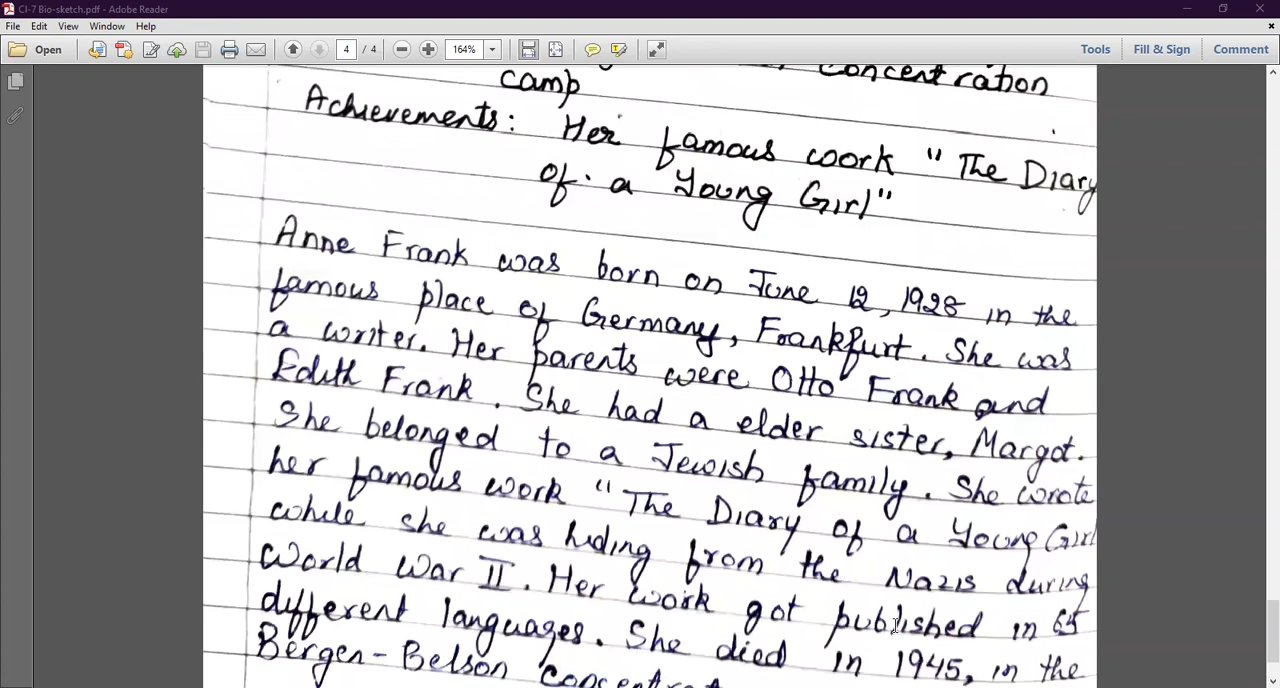 Cl-7 Bio-sketch.pdf - Adobe Reader
File Edit View Window Help
Open 4 / 4 164% Tools Fill & Sign Comment
concentration
camp
Achievements: Her famous work "The Diary
of a Young Girl"
Anne Frank was born on June 12, 1928 in the
famous place of Germany, Frankfurt. She was
a writer. Her parents were Otto Frank and
Edith Frank. She had a elder sister, Margot.
She belonged to a Jewish family. She wrote
her famous work "The Diary of a Young Girl
while she was hiding from the Nazis during
World War II. Her work got published in 65
different languages. She died in 1945, in the
Bergen-Belson